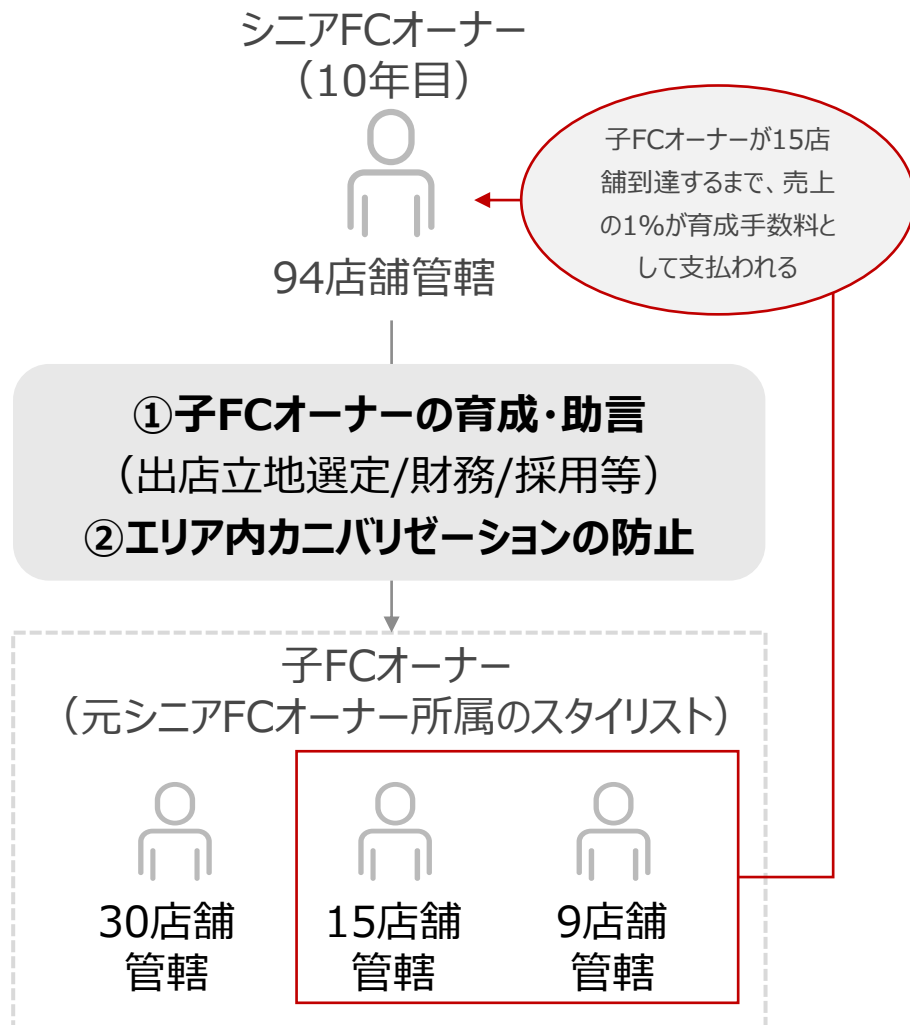 シニアFCオーナー
（10年目）
子FCオーナーが15店
舗到達するまで、売上
の1%が育成手数料と
して支払われる
94店舗管轄
①子FCオーナーの育成・助言
（出店立地選定/財務/採用等）
②エリア内カニバリゼーションの防止
子FCオーナー
（元シニアFCオーナー所属のスタイリスト）
30店舗
管轄
15店舗
管轄
9店舗
管轄